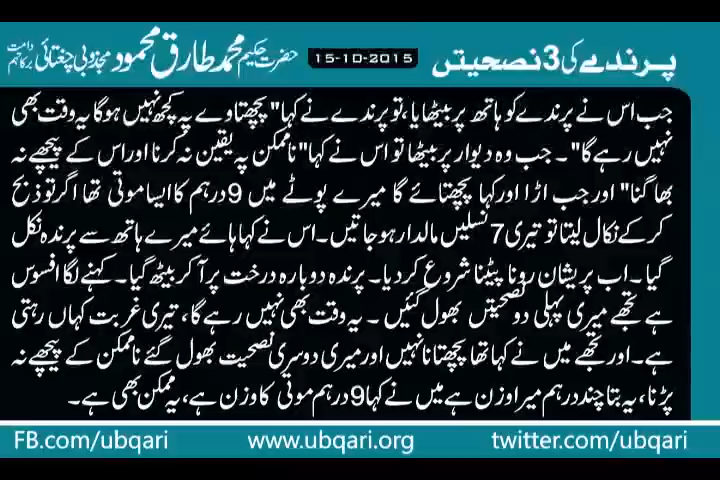 پرندے کی 3 نصحیتں 15-10-2015 حضرت حکیم محمد طارق محمود مجذوبی چغتائی دامت برکاتہم
جب اس نے پرندے کو ہاتھ پر بیٹھایا، تو پرندے نے کہا" پچھتاوے پہ کچھ نہیں ہوگا یہ وقت بھی
نہیں رہے گا"۔ جب وہ دیوار پر بیٹھا تو اس نے کہا" ناممکن پہ یقین نہ کرنا اور اس کے پیچھے نہ
بھاگنا" اور جب اڑا اور کہا پچھتائے گا میرے پوٹے میں 9 درہم کا ایسا موتی تھا اگر تو ذبح
کر کے نکال لیتا تو تیری 7 نسلیں مالدار ہو جاتیں۔ اس نے کہا ہائے میرے ہاتھ سے پرندہ نکل
گیا۔ اب پریشان رونا پیٹنا شروع کر دیا۔ پرندہ دوبارہ درخت پر آکر بیٹھ گیا۔ کہنے لگا افسوس
ہے تجھے میری پہلی دو نصحیتیں بھول گئیں ۔ یہ وقت بھی نہیں رہے گا، تیری غربت کہاں رہتی
ہے۔ اور تجھے میں نے کہا تھا پچھتانا نہیں اور میری دوسری نصحیت بھول گئے ناممکن کے پیچھے نہ
پڑنا، یہ بتا چند درہم میرا وزن ہے میں نے کہا 9 درہم موتی کا وزن ہے، یہ ممکن بھی ہے۔
FB.com/ubqari www.ubqari.org twitter.com/ubqari